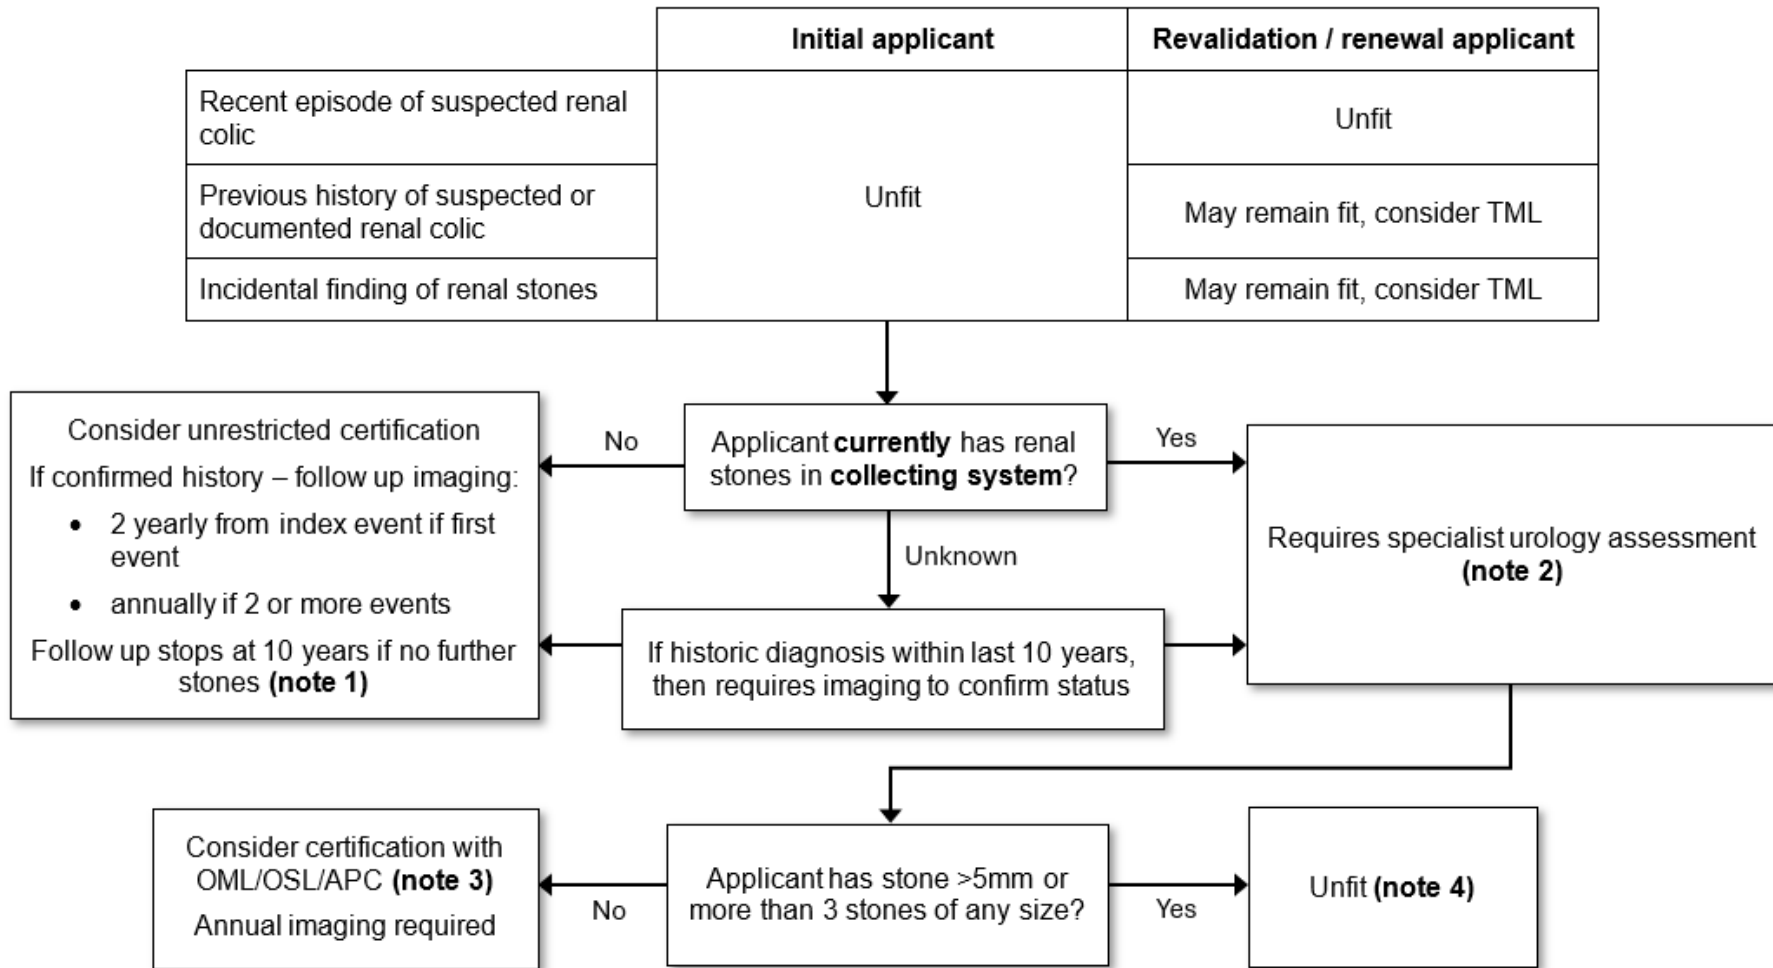 Initial applicant
Revalidation / renewal applicant
Recent episode of suspected renal
colic
Unfit
Unfit
Previous history of suspected or
documented renal colic
May remain fit, consider TML
Incidental finding of renal stones
May remain fit, consider TML
Applicant currently has renal
stones in collecting system?
No
Yes
Unknown
Consider unrestricted certification
If confirmed history – follow up imaging:
• 2 yearly from index event if first
event
• annually if 2 or more events
Follow up stops at 10 years if no further
stones (note 1)
If historic diagnosis within last 10 years,
then requires imaging to confirm status
Requires specialist urology assessment
(note 2)
Applicant has stone >5mm or
more than 3 stones of any size?
No
Yes
Consider certification with
OML/OSL/APC (note 3)
Annual imaging required
Unfit (note 4)